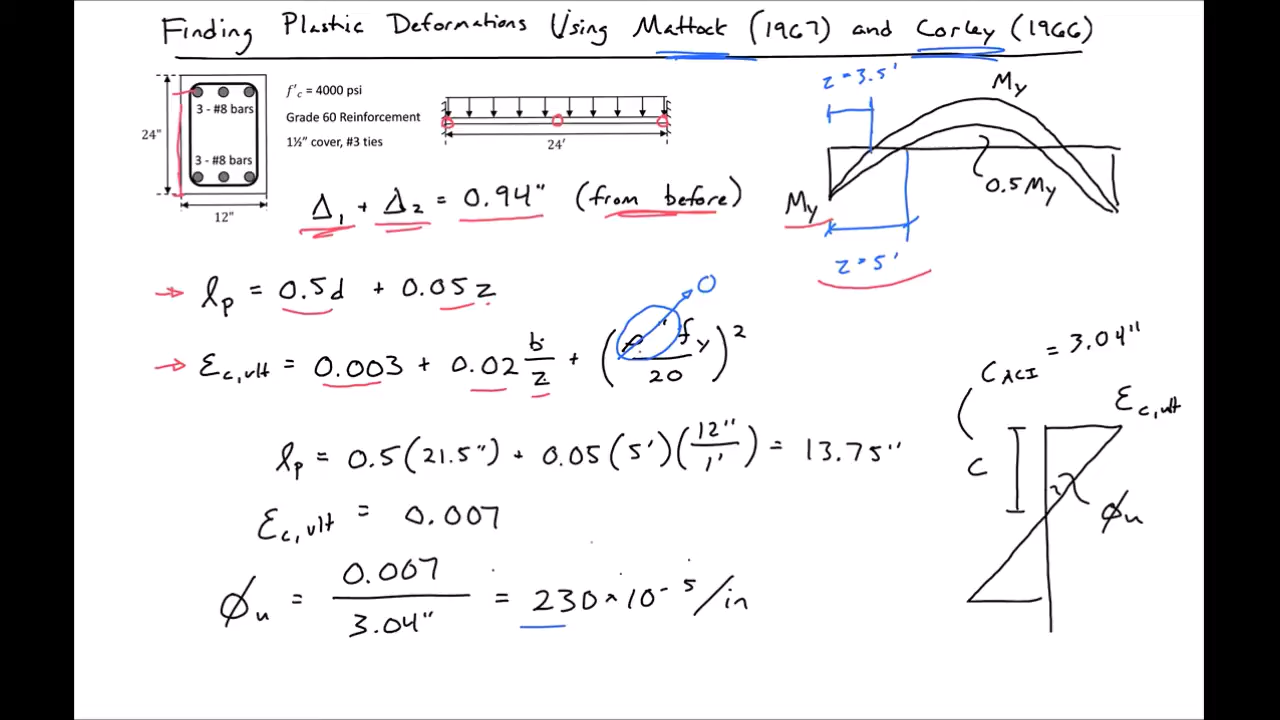 Finding Plastic Deformations Using Mattock (1967) and Corley (1966)
3 - #8 bars
3 - #8 bars
24"
12"
f'c = 4000 psi
Grade 60 Reinforcement
1½" cover, #3 ties
24'
z = 3.5'
My
0.5My
My
z = 5'
Δ1 + Δ2 = 0.94" (from before)
lp = 0.5d + 0.05z
0
εc,ult = 0.003 + 0.02 b/z + (ρ' fy / 20)²
lp = 0.5(21.5") + 0.05(5')(12"/1') = 13.75"
εc,ult = 0.007
ϕu = 0.007 / 3.04" = 230 × 10⁻⁵/in
cACI = 3.04"
εc,ult
c
ϕu